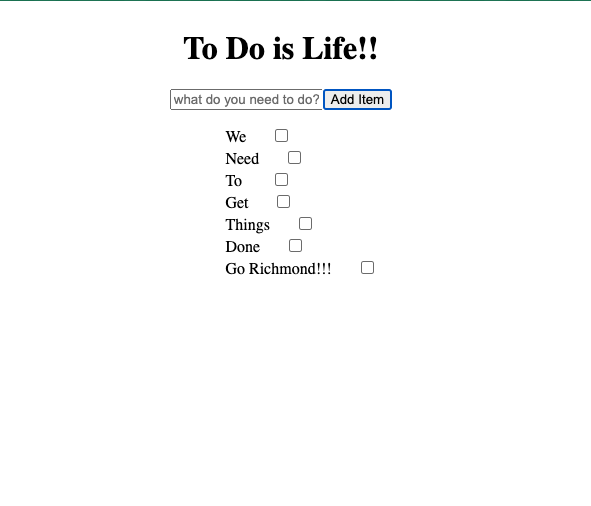 To Do is Life!!
what do you need to do? Add Item
We
Need
To
Get
Things
Done
Go Richmond!!!